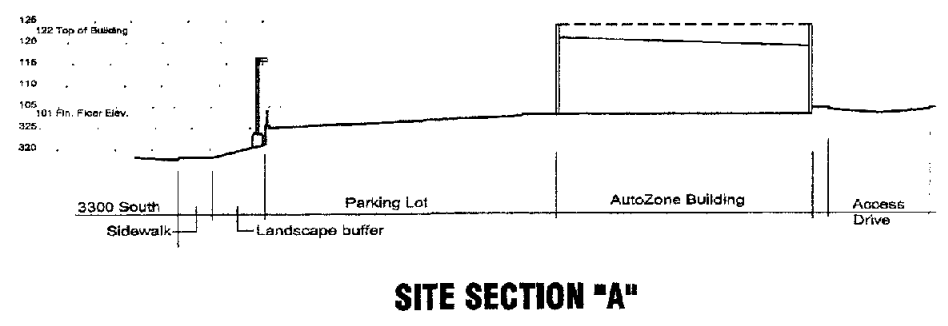 125
122 Top of Building
120
115
110
105
101 Fin. Floor Elev.
325
320
3300 South
Parking Lot
AutoZone Building
Access
Drive
Sidewalk
Landscape buffer
SITE SECTION "A"